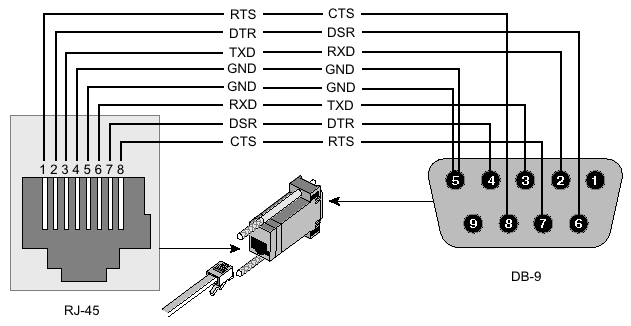 RTS CTS
DTR DSR
TXD RXD
GND GND
GND GND
RXD TXD
DSR DTR
CTS RTS
1 2 3 4 5 6 7 8
5 4 3 2 1
9 8 7 6
DB-9
RJ-45